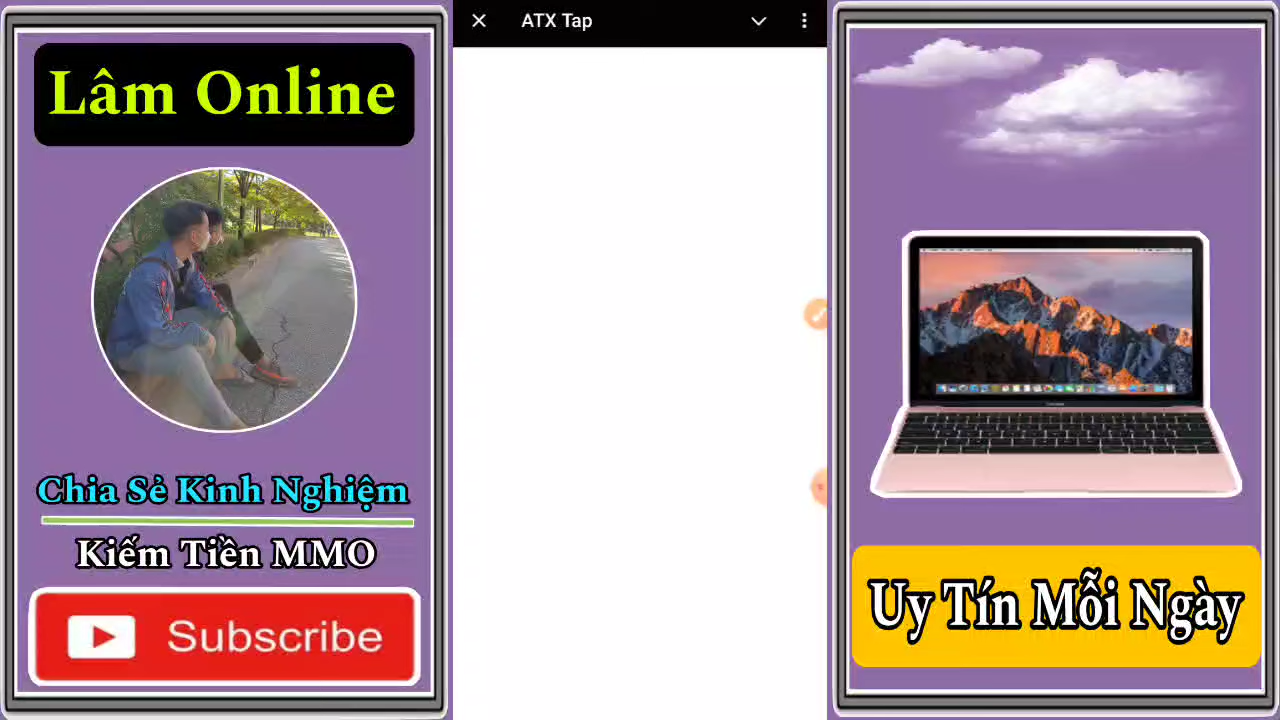 Lâm Online
Chia Sẻ Kinh Nghiệm
Kiếm Tiền MMO
Subscribe
ATX Tap
Uy Tín Mỗi Ngày